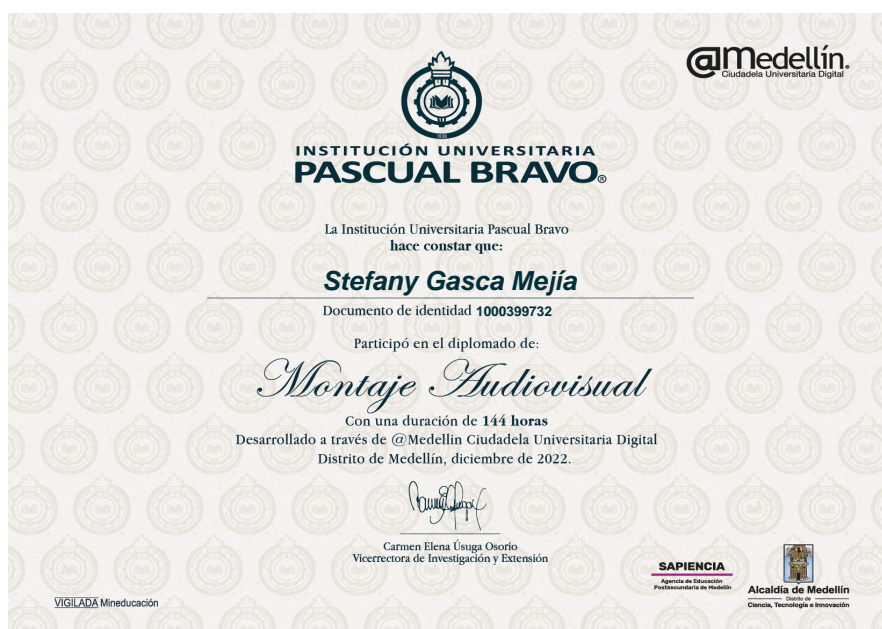 @Medellín.
Ciudadela Universitaria Digital
INSTITUCIÓN UNIVERSITARIA
PASCUAL BRAVO®
La Institución Universitaria Pascual Bravo
hace constar que:
Stefany Gasca Mejía
Documento de identidad 1000399732
Participó en el diplomado de:
Montaje Audiovisual
Con una duración de 144 horas
Desarrollado a través de @Medellin Ciudadela Universitaria Digital
Distrito de Medellín, diciembre de 2022.
Carmen Elena Úsuga Osorio
Vicerrectora de Investigación y Extensión
VIGILADA Mineducación
SAPIENCIA
Agencia de Educación
Postsecundaria de Medellín
Alcaldía de Medellín
Distrito de
Ciencia, Tecnología e Innovación